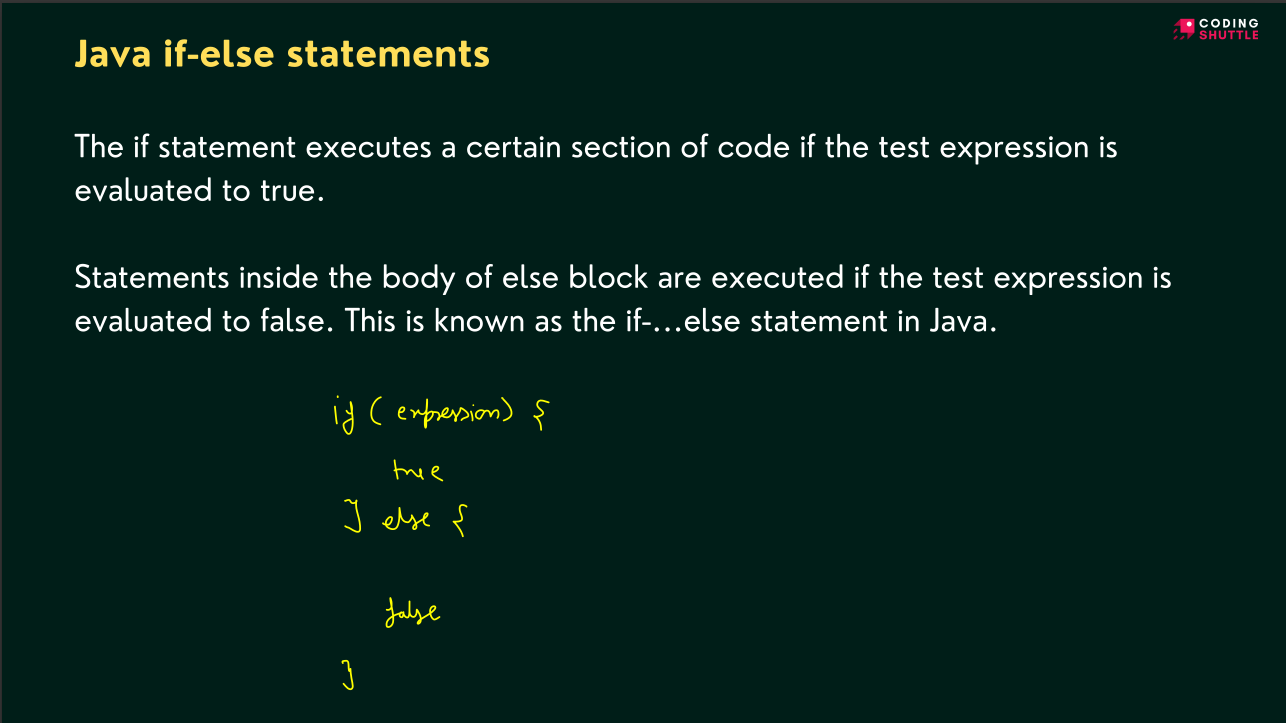 CODING
SHUTTLE
Java if-else statements
The if statement executes a certain section of code if the test expression is
evaluated to true.
Statements inside the body of else block are executed if the test expression is
evaluated to false. This is known as the if-...else statement in Java.
if ( expression) {
true
} else {
false
}